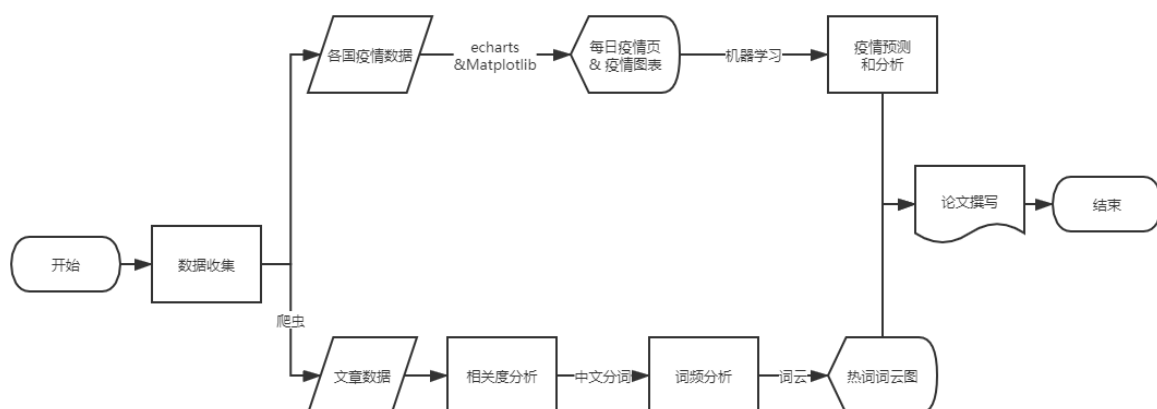 各国疫情数据
echarts
&Matplotlib
每日疫情页
& 疫情图表
机器学习
疫情预测
和分析
论文撰写
结束
开始
数据收集
爬虫
文章数据
相关度分析
中文分词
词频分析
词云
热词词云图